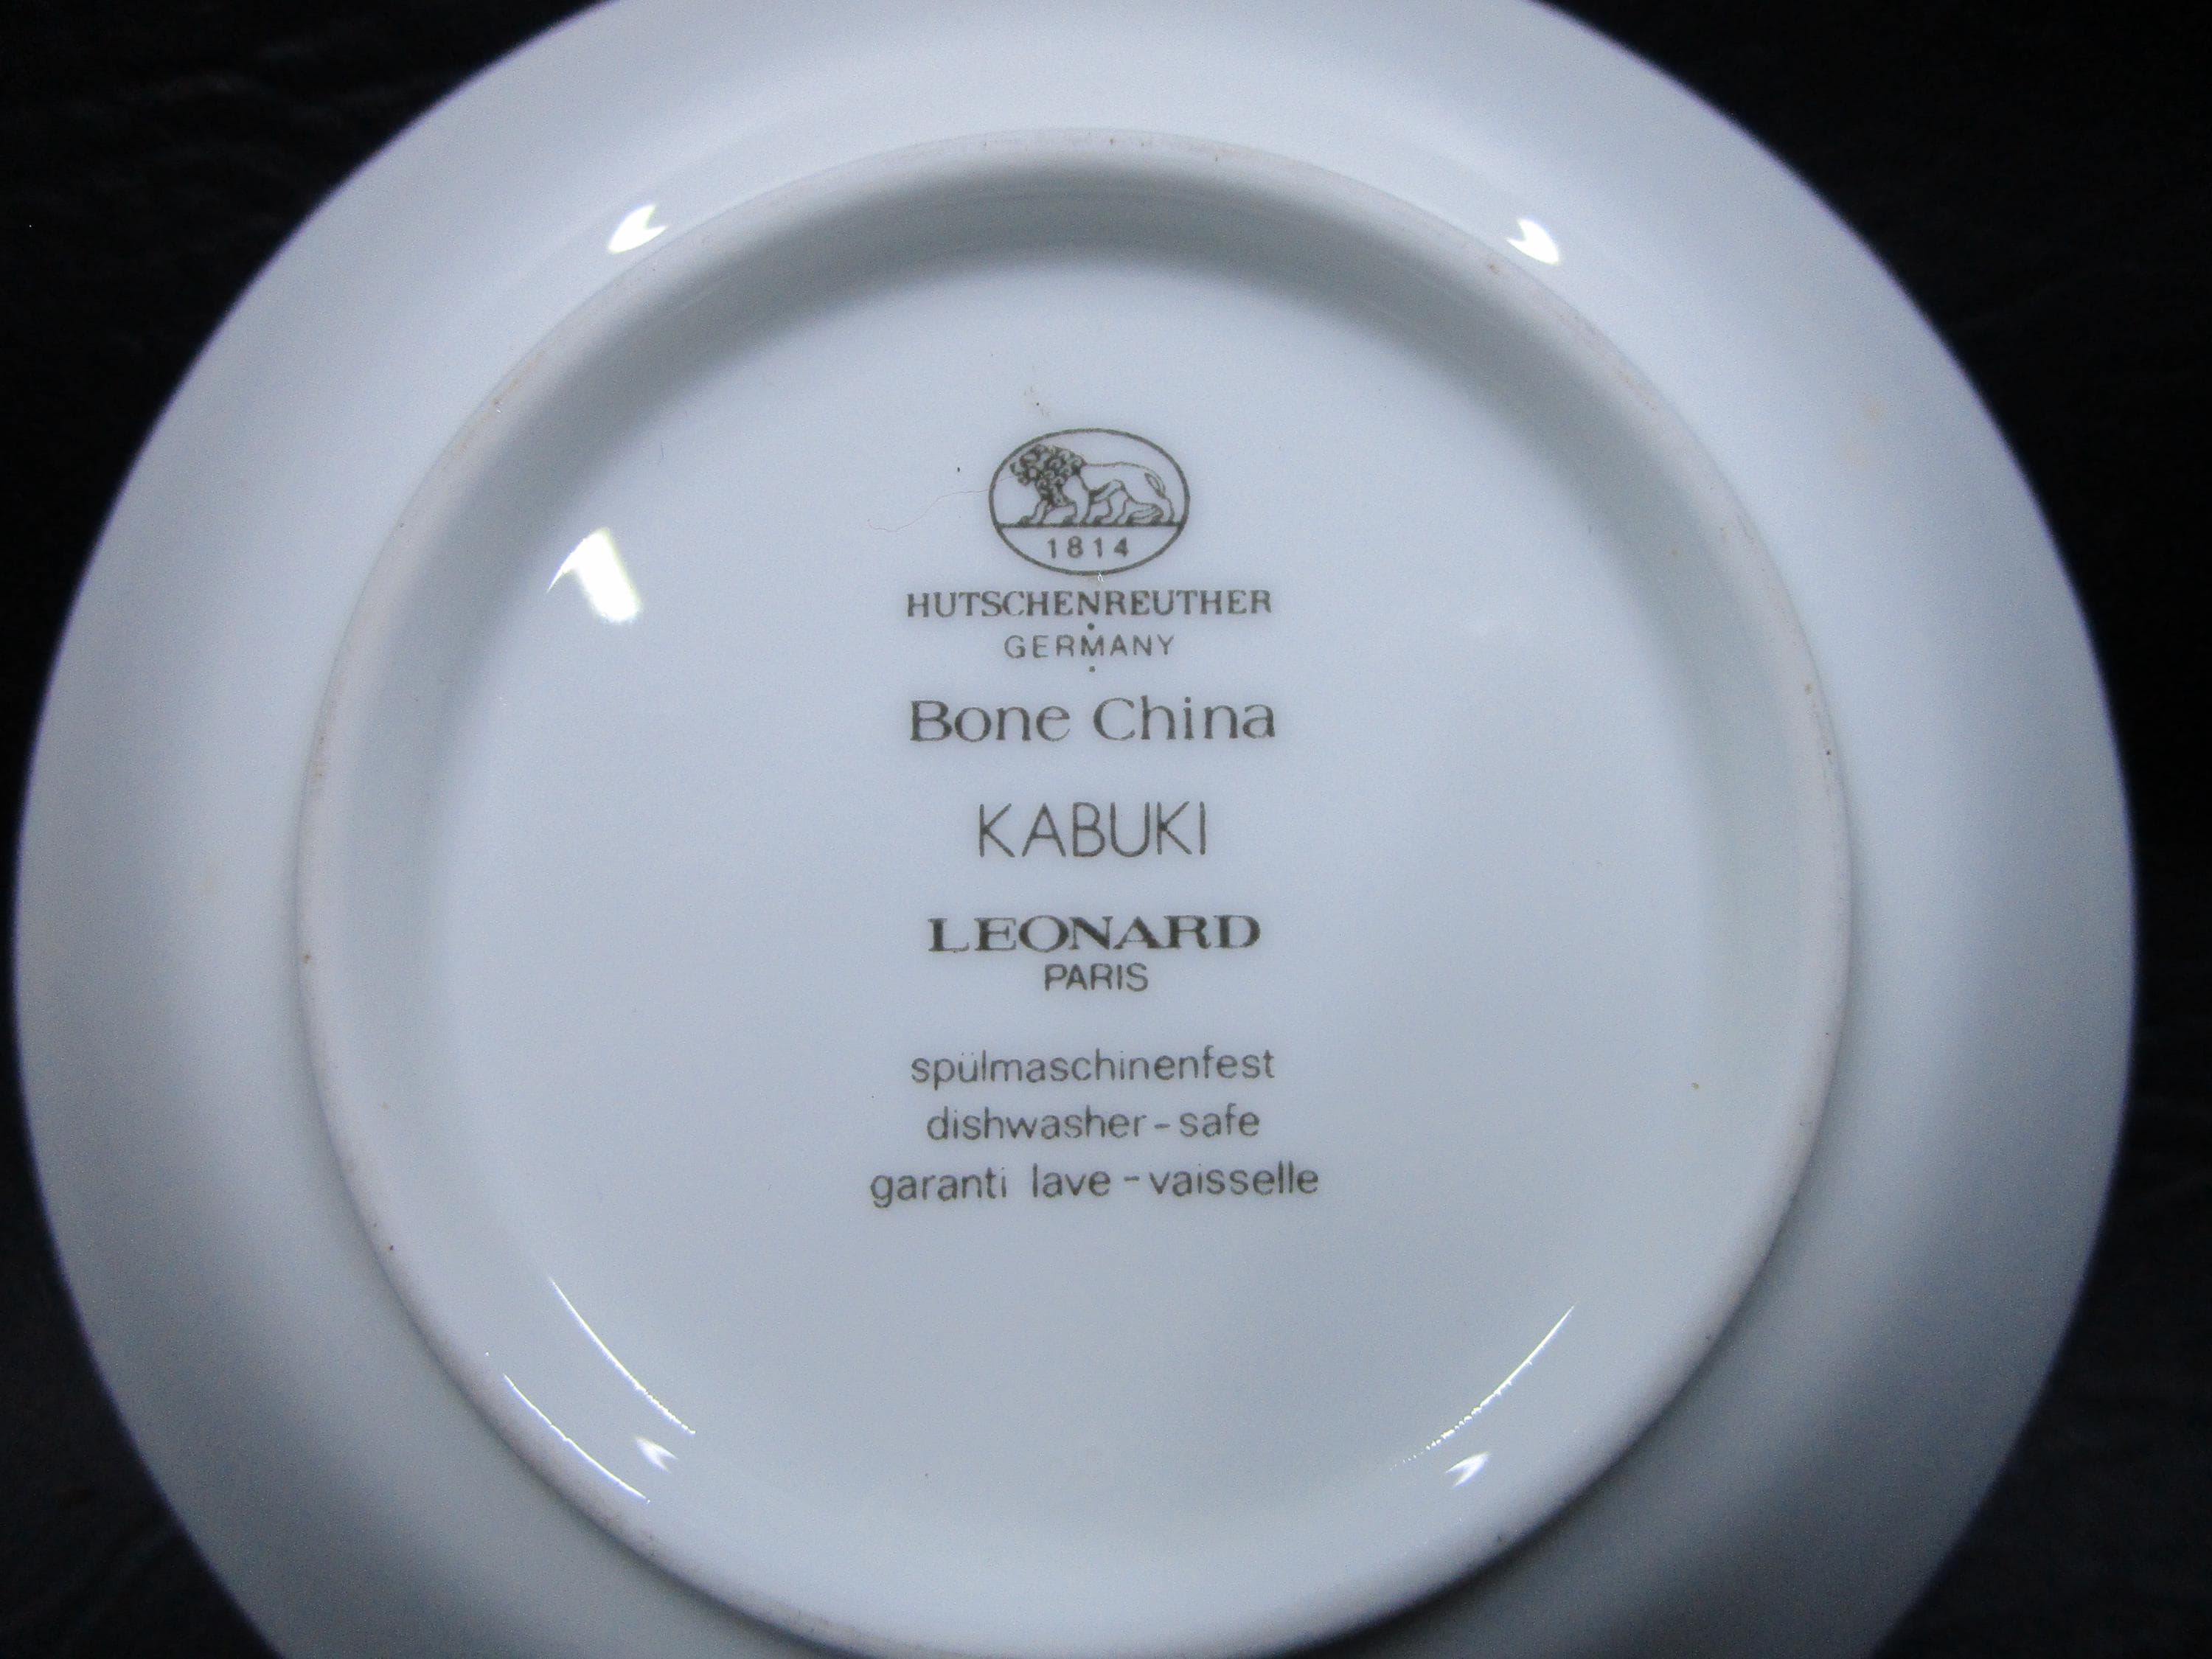 1814
HUTSCHENREUTHER
GERMANY
Bone China
KABUKI
LEONARD
PARIS
spülmaschinenfest
dishwasher-safe
garanti lave-vaisselle